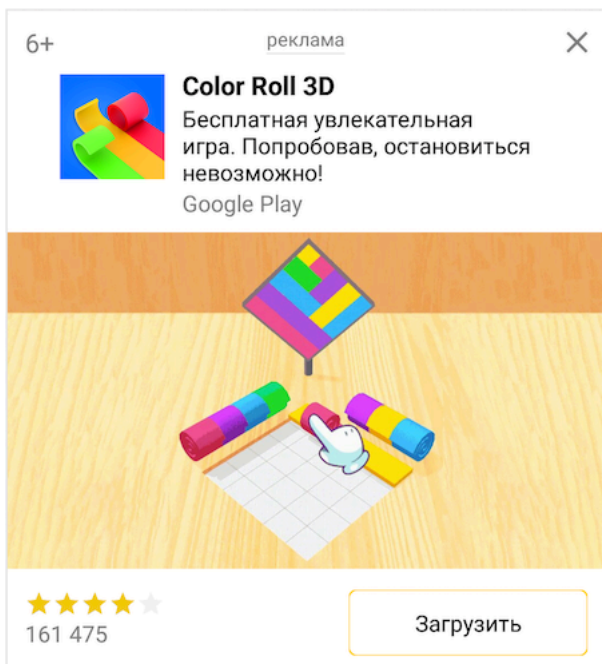 6+
реклама
Color Roll 3D
Бесплатная увлекательная
игра. Попробовав, остановиться
невозможно!
Google Play
161 475
Загрузить